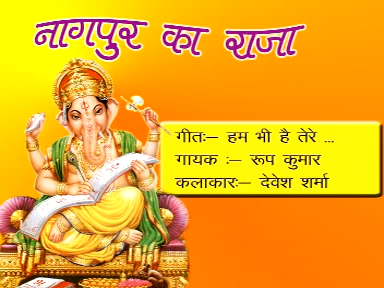 नागपुर का राजा
गीतः– हम भी है तेरे ...
गायक :– रूप कुमार
कलाकारः– देवेश शर्मा